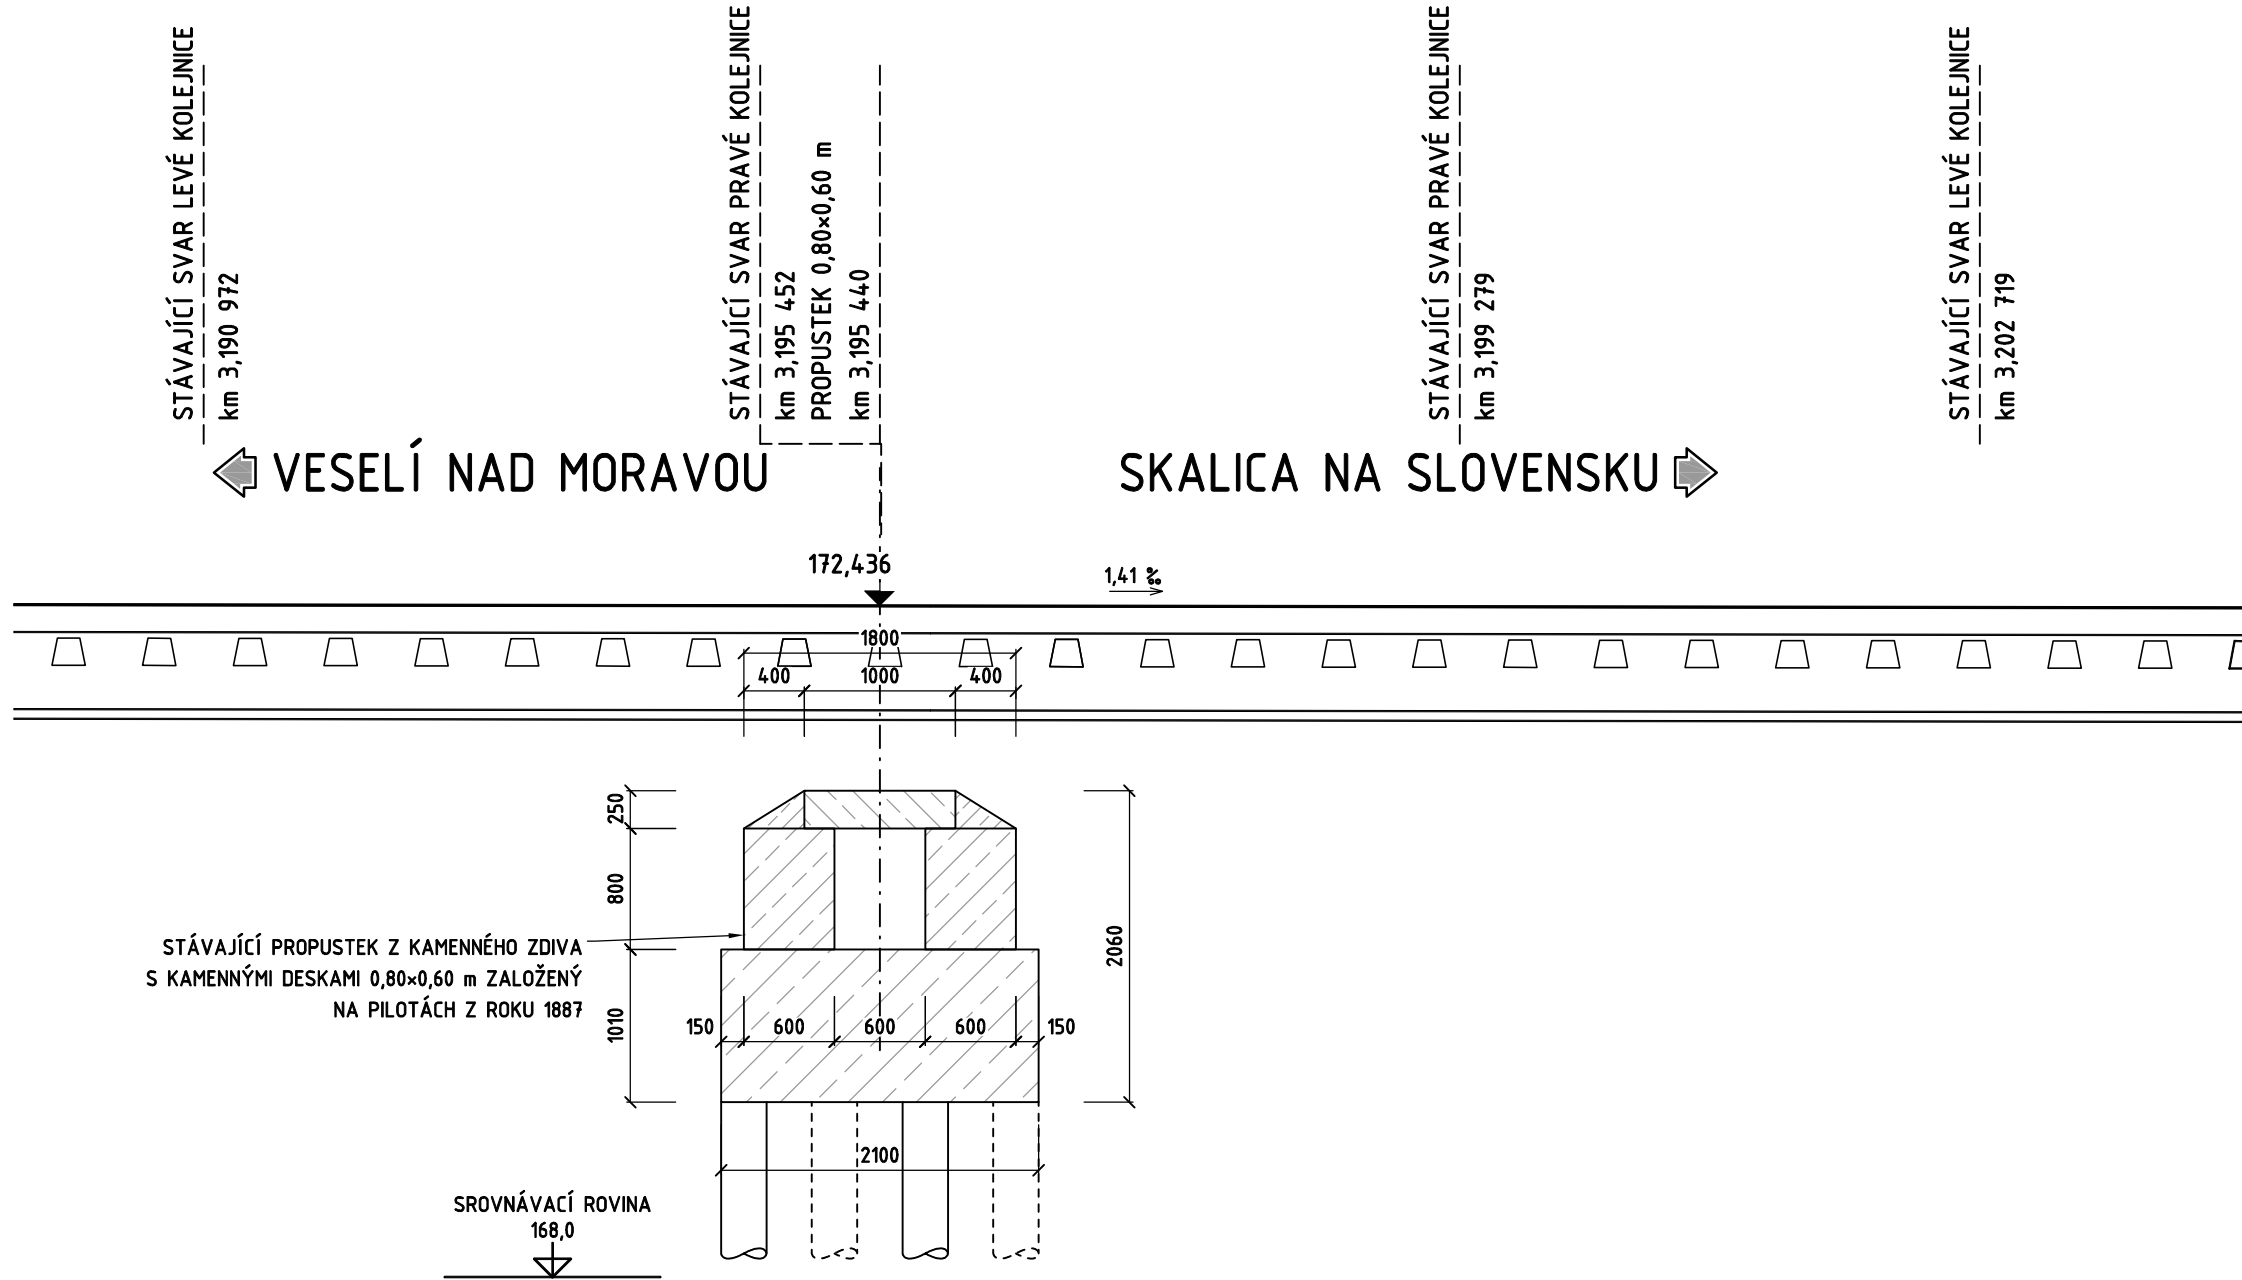 STÁVAJÍCÍ SVAR LEVÉ KOLEJNICE
km 3,190 972
STÁVAJÍCÍ SVAR PRAVÉ KOLEJNICE
km 3,195 452
PROPUSTEK 0,80×0,60 m
km 3,195 440
STÁVAJÍCÍ SVAR PRAVÉ KOLEJNICE
km 3,199 279
STÁVAJÍCÍ SVAR LEVÉ KOLEJNICE
km 3,202 719
VESELÍ NAD MORAVOU
SKALICA NA SLOVENSKU
172,436
1,41 ‰
1800
400
1000
400
250
800
1010
2060
STÁVAJÍCÍ PROPUSTEK Z KAMENNÉHO ZDIVA
S KAMENNÝMI DESKAMI 0,80×0,60 m ZALOŽENÝ
NA PILOTÁCH Z ROKU 1887
150
600
600
600
150
2100
SROVNÁVACÍ ROVINA
168,0